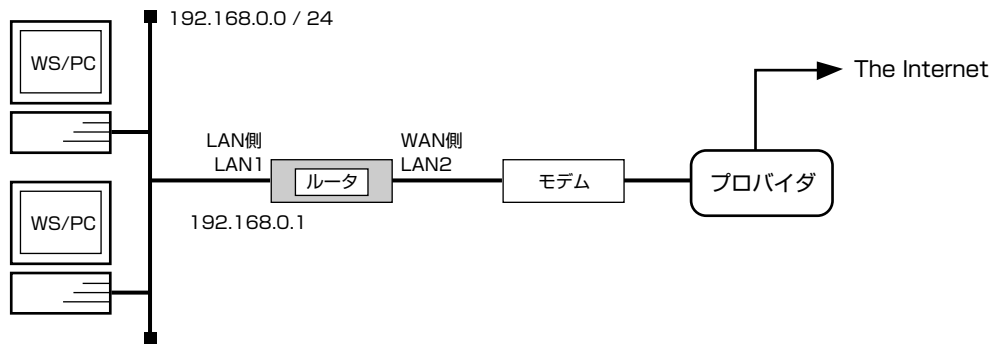 192.168.0.0 / 24
WS/PC
The Internet
LAN側
LAN1
WAN側
LAN2
ルータ
モデム
プロバイダ
192.168.0.1
WS/PC